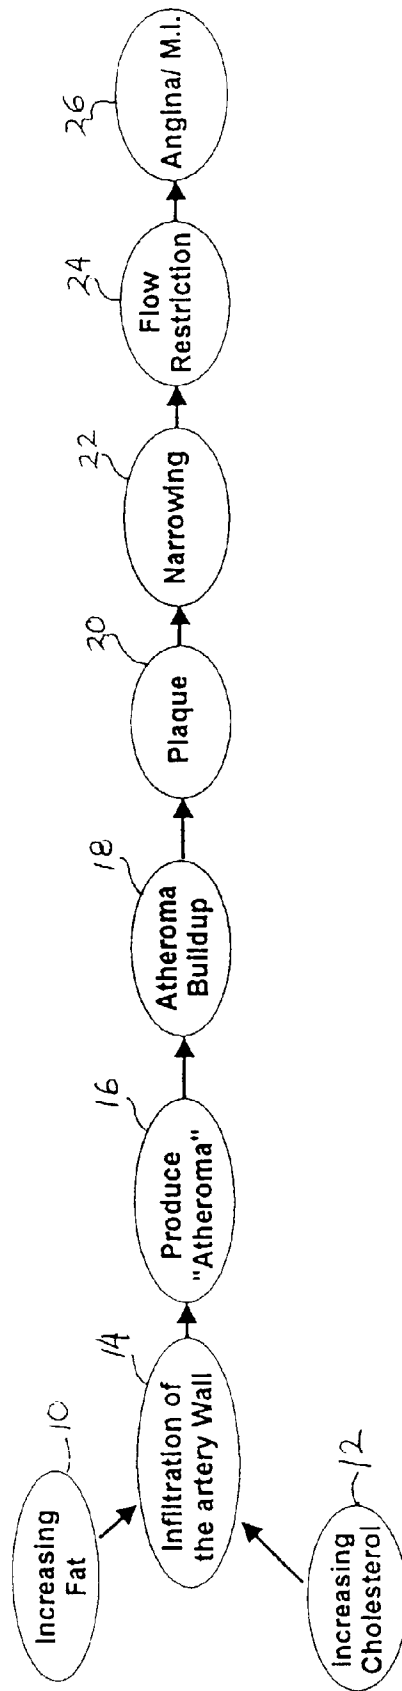 Increasing
Fat
10
Increasing
Cholesterol
12
Infiltration of
the artery Wall
14
Produce
"Atheroma"
16
Atheroma
Buildup
18
Plaque
20
Narrowing
22
Flow
Restriction
24
Angina/ M.I.
26